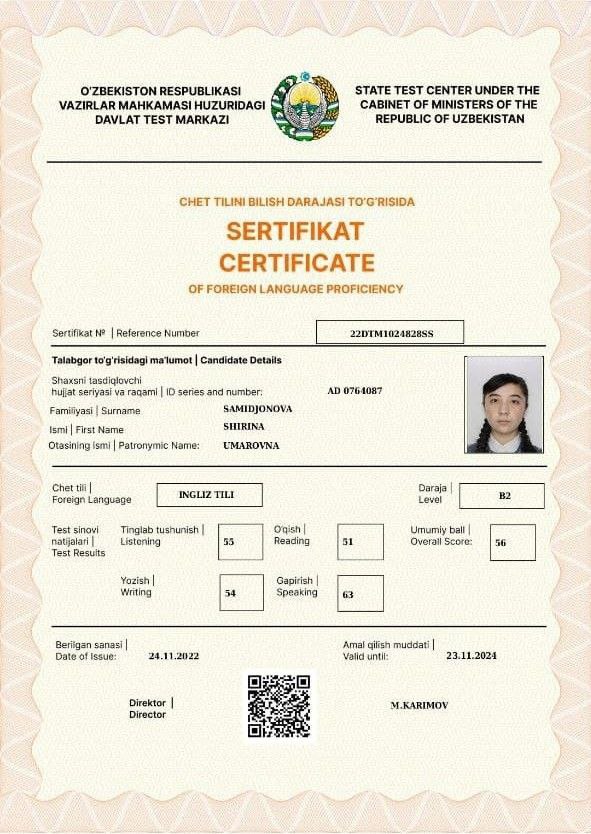 O'ZBEKISTON RESPUBLIKASI
VAZIRLAR MAHKAMASI HUZURIDAGI
DAVLAT TEST MARKAZI
STATE TEST CENTER UNDER THE
CABINET OF MINISTERS OF THE
REPUBLIC OF UZBEKISTAN
CHET TILINI BILISH DARAJASI TO'G'RISIDA
SERTIFIKAT
CERTIFICATE
OF FOREIGN LANGUAGE PROFICIENCY
Sertifikat № | Reference Number 22DTM1024828SS
Talabgor to'g'risidagi ma'lumot | Candidate Details
Shaxsni tasdiqlovchi
hujjat seriyasi va raqami | ID series and number: AD 0764087
Familiyasi | Surname SAMIDJONOVA
Ismi | First Name SHIRINA
Otasining ismi | Patronymic Name: UMAROVNA
Chet tili |
Foreign Language
INGLIZ TILI
Daraja |
Level
B2
Test sinovi
natijalari |
Test Results
Tinglab tushunish |
Listening
55
O'qish |
Reading
51
Umumiy ball |
Overall Score:
56
Yozish |
Writing
54
Gapirish |
Speaking
63
Berilgan sanasi |
Date of Issue: 24.11.2022
Amal qilish muddati |
Valid until: 23.11.2024
Direktor |
Director
M.KARIMOV